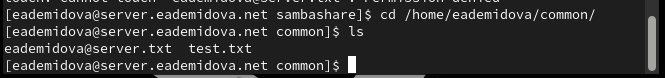 [eademidova@server.eademidova.net sambashare]$ cd /home/eademidova/common/
[eademidova@server.eademidova.net common]$ ls
eademidova@server.txt  test.txt
[eademidova@server.eademidova.net common]$